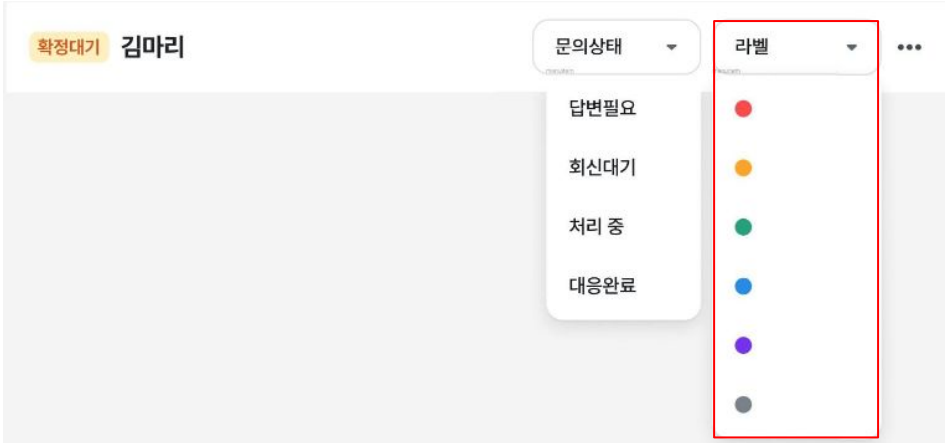 확정대기 김마리
문의상태
라벨
답변필요
회신대기
처리 중
대응완료